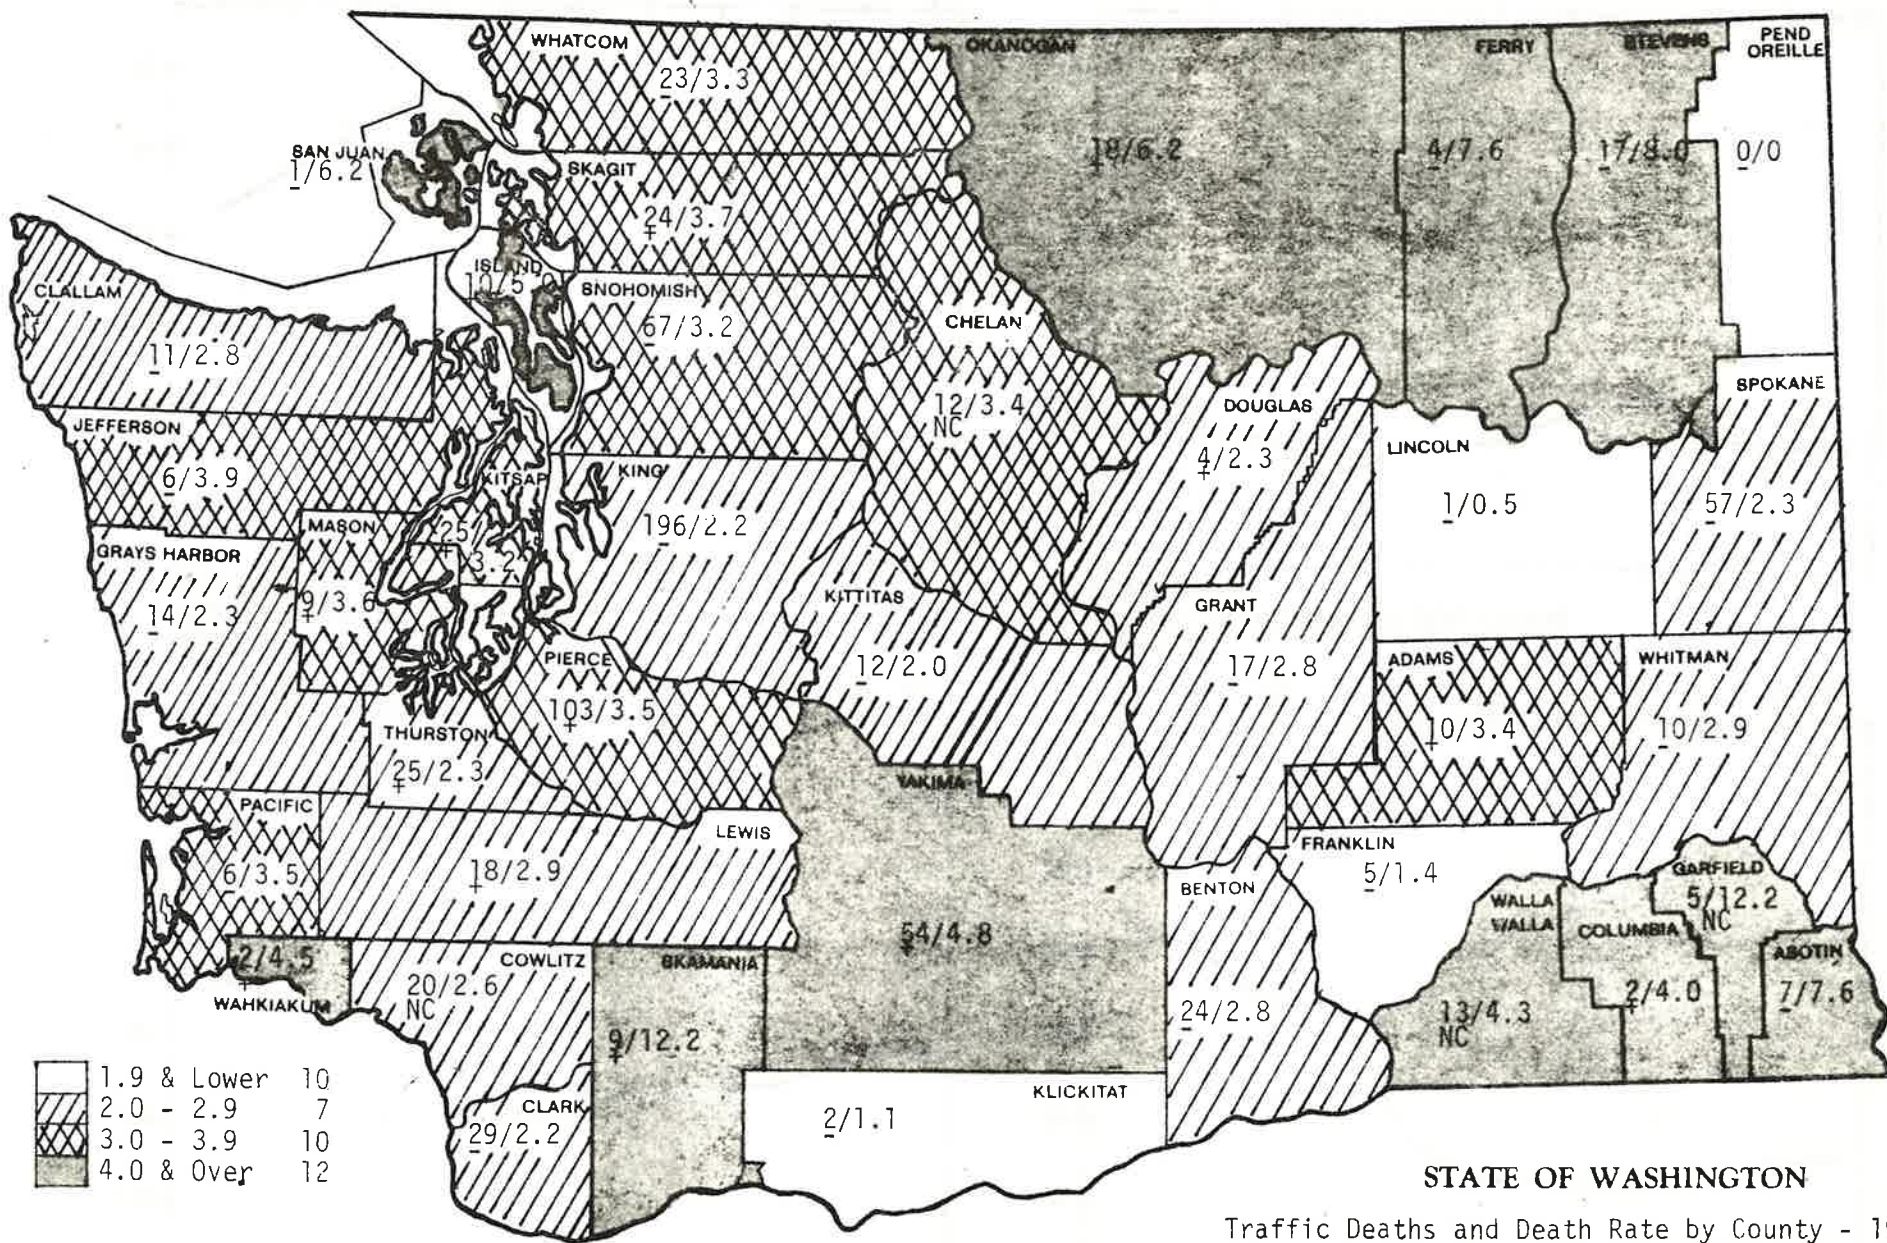 WHATCOM
23/3.3
OKANOGAN
18/6.2
FERRY
4/7.6
STEVENS
17/8.0
PEND
OREILLE
0/0
SAN JUAN
1/6.2
SKAGIT
24/3.7
ISLAND
SNOHOMISH
67/3.2
CLALLAM
11/2.8
CHELAN
12/3.4
NC
DOUGLAS
4/2.3
SPOKANE
57/2.3
JEFFERSON
6/3.9
KITSAP
25/
3.2
KING
196/2.2
LINCOLN
1/0.5
MASON
9/3.6
GRAYS HARBOR
14/2.3
KITTITAS
12/2.0
GRANT
17/2.8
PIERCE
103/3.5
ADAMS
10/3.4
WHITMAN
10/2.9
THURSTON
25/2.3
YAKIMA
54/4.8
PACIFIC
6/3.5
LEWIS
18/2.9
FRANKLIN
5/1.4
BENTON
24/2.8
GARFIELD
5/12.2
NC
WALLA
WALLA
13/4.3
NC
COLUMBIA
2/4.0
ASOTIN
7/7.6
2/4.5
WAHKIAKUM
COWLITZ
20/2.6
NC
SKAMANIA
9/12.2
KLICKITAT
2/1.1
CLARK
29/2.2
1.9 & Lower 10
2.0 - 2.9 7
3.0 - 3.9 10
4.0 & Over 12
STATE OF WASHINGTON
Traffic Deaths and Death Rate by County -